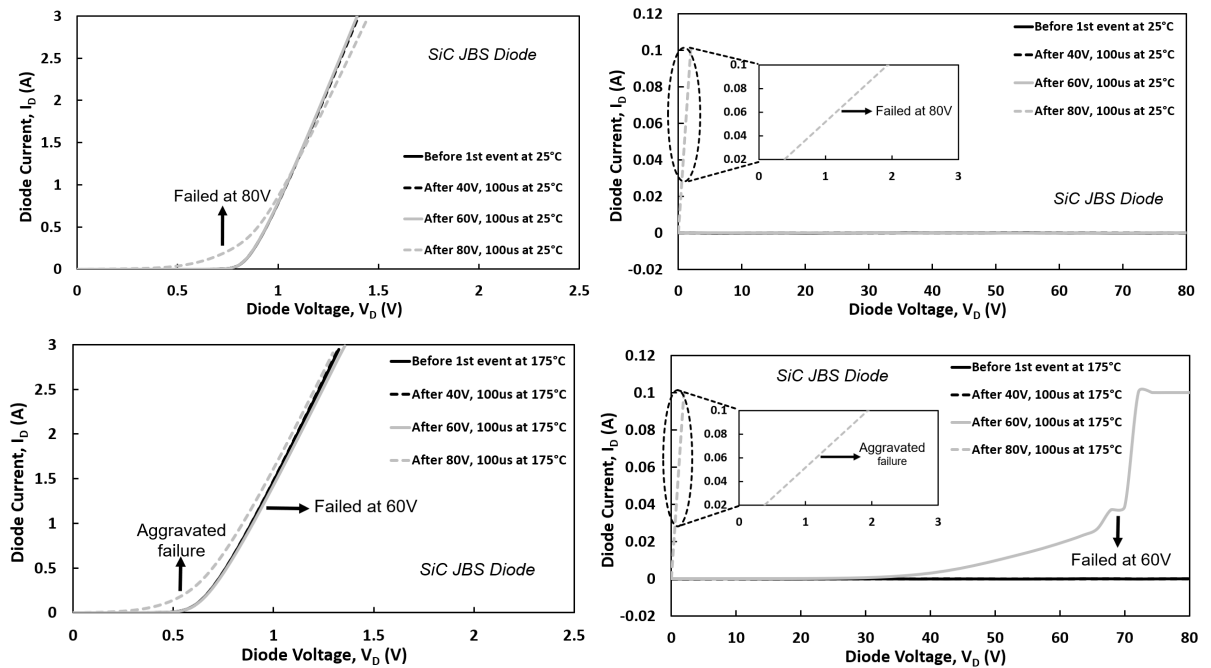 Diode Current, I_D (A)
3
2.5
2
1.5
1
0.5
0
SiC JBS Diode
Before 1st event at 25°C
After 40V, 100us at 25°C
After 60V, 100us at 25°C
After 80V, 100us at 25°C
Failed at 80V
0 0.5 1 1.5 2 2.5
Diode Voltage, V_D (V)
Diode Current, I_D (A)
0.12
0.1
0.08
0.06
0.04
0.02
0
-0.02
Before 1st event at 25°C
After 40V, 100us at 25°C
After 60V, 100us at 25°C
After 80V, 100us at 25°C
0.1
0.08
0.06
0.04
0.02
0 1 2 3
Failed at 80V
SiC JBS Diode
0 10 20 30 40 50 60 70 80
Diode Voltage, V_D (V)
Diode Current, I_D (A)
3
2.5
2
1.5
1
0.5
0
Before 1st event at 175°C
After 40V, 100us at 175°C
After 60V, 100us at 175°C
After 80V, 100us at 175°C
Failed at 60V
Aggravated
failure
SiC JBS Diode
0 0.5 1 1.5 2 2.5
Diode Voltage, V_D (V)
Diode Current, I_D (A)
0.12
0.1
0.08
0.06
0.04
0.02
0
-0.02
SiC JBS Diode
Before 1st event at 175°C
After 40V, 100us at 175°C
After 60V, 100us at 175°C
After 80V, 100us at 175°C
0.1
0.08
0.06
0.04
0.02
0 1 2 3
Aggravated
failure
Failed at 60V
0 10 20 30 40 50 60 70 80
Diode Voltage, V_D (V)